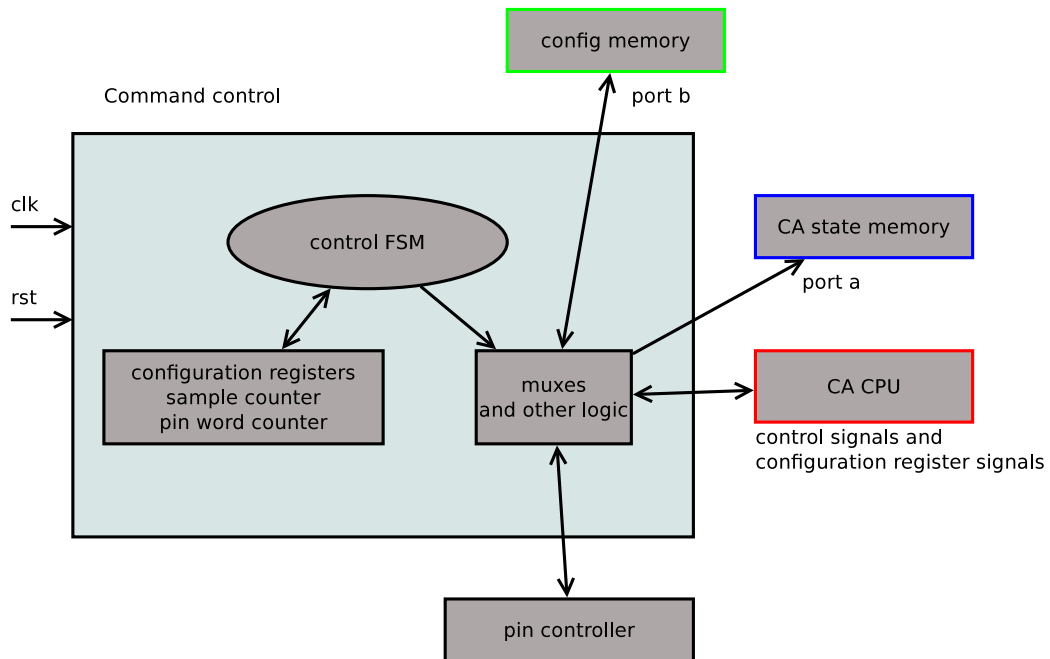 config memory
port b
Command control
clk
CA state memory
control FSM
port a
rst
configuration registers
sample counter
pin word counter
muxes
and other logic
CA CPU
control signals and
configuration register signals
pin controller